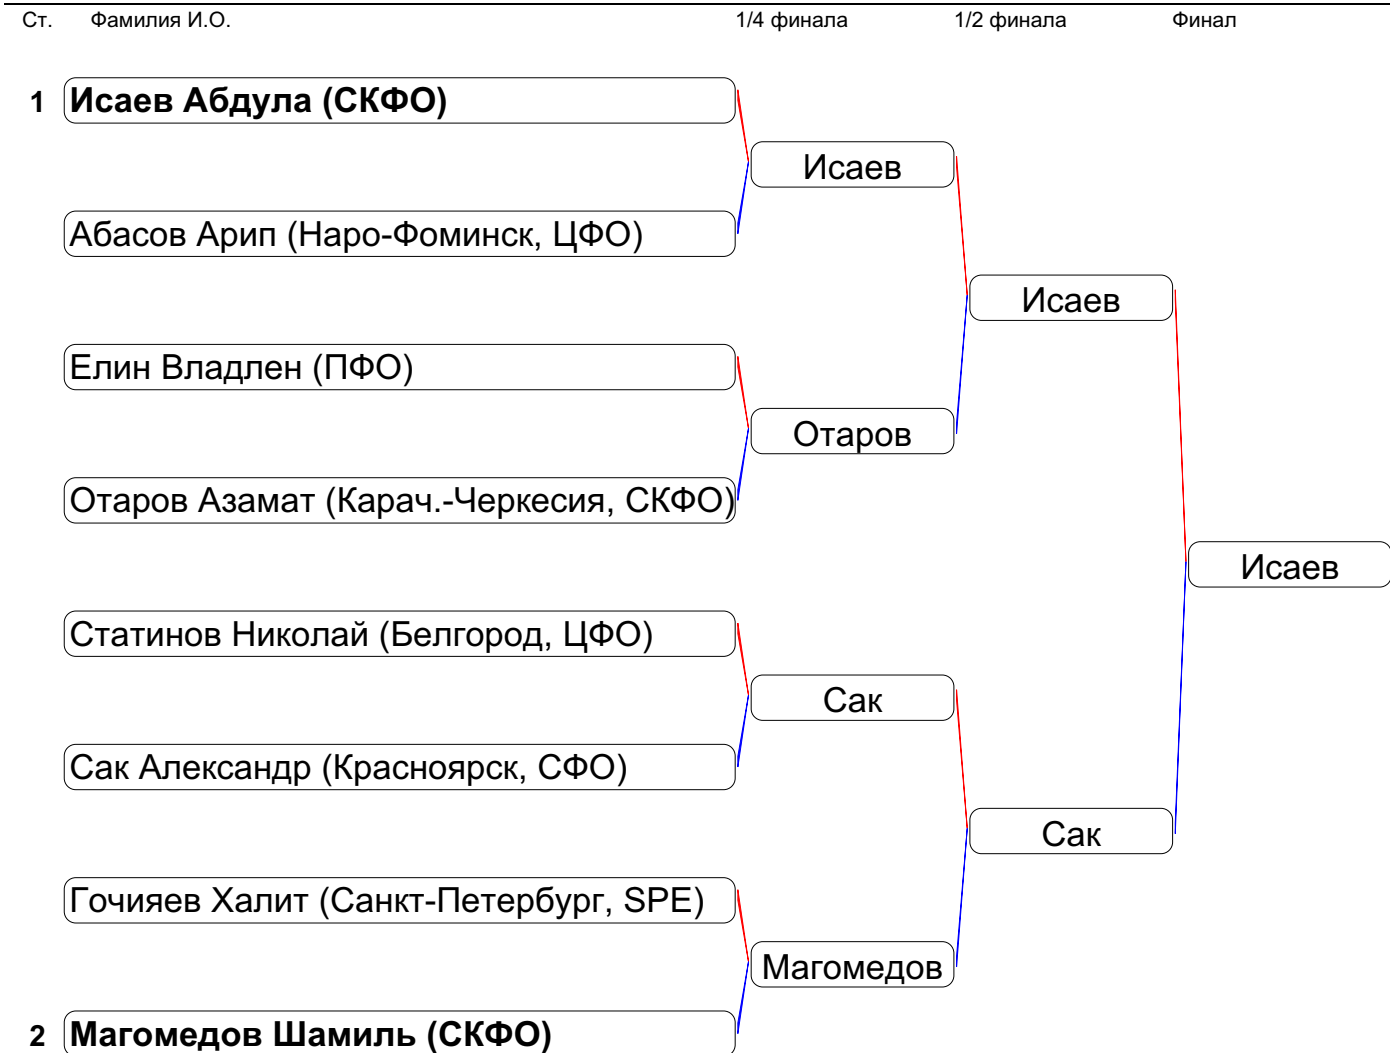 Ст. Фамилия И.О. 1/4 финала 1/2 финала Финал
1 Исаев Абдула (СКФО)
Исаев
Абасов Арип (Наро-Фоминск, ЦФО)
Исаев
Елин Владлен (ПФО)
Отаров
Отаров Азамат (Карач.-Черкесия, СКФО)
Исаев
Статинов Николай (Белгород, ЦФО)
Сак
Сак Александр (Красноярск, СФО)
Сак
Гочияев Халит (Санкт-Петербург, SPE)
Магомедов
2 Магомедов Шамиль (СКФО)